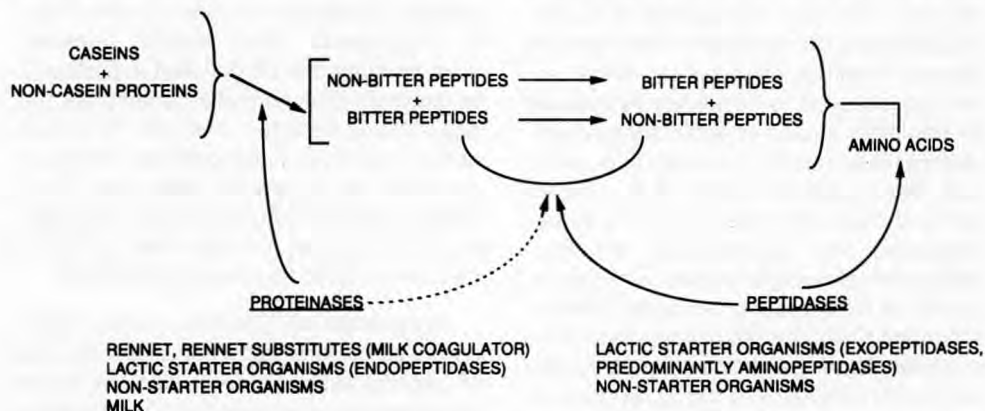 CASEINS
+
NON-CASEIN PROTEINS
NON-BITTER PEPTIDES
+
BITTER PEPTIDES
BITTER PEPTIDES
+
NON-BITTER PEPTIDES
AMINO ACIDS
PROTEINASES
RENNET, RENNET SUBSTITUTES (MILK COAGULATOR)
LACTIC STARTER ORGANISMS (ENDOPEPTIDASES)
NON-STARTER ORGANISMS
MILK
PEPTIDASES
LACTIC STARTER ORGANISMS (EXOPEPTIDASES,
PREDOMINANTLY AMINOPEPTIDASES)
NON-STARTER ORGANISMS